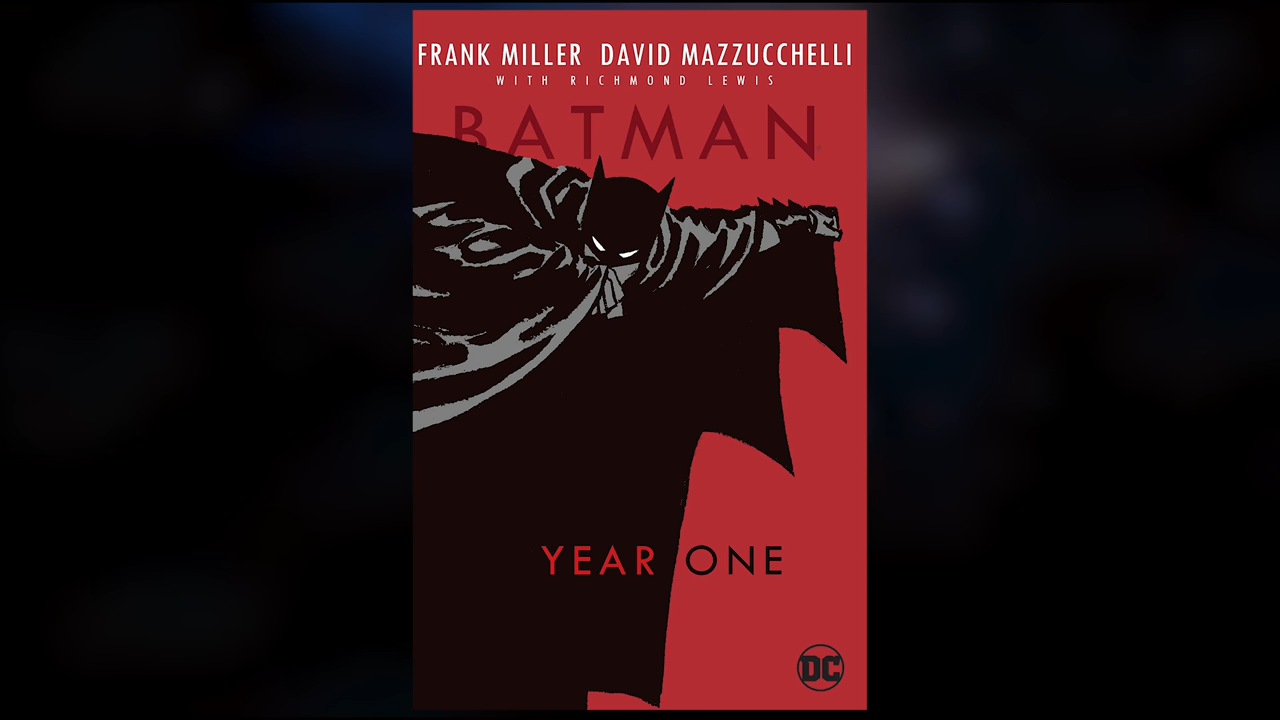 FRANK MILLER DAVID MAZZUCCHELLI
WITH RICHMOND LEWIS
BATMAN
YEAR ONE
DC